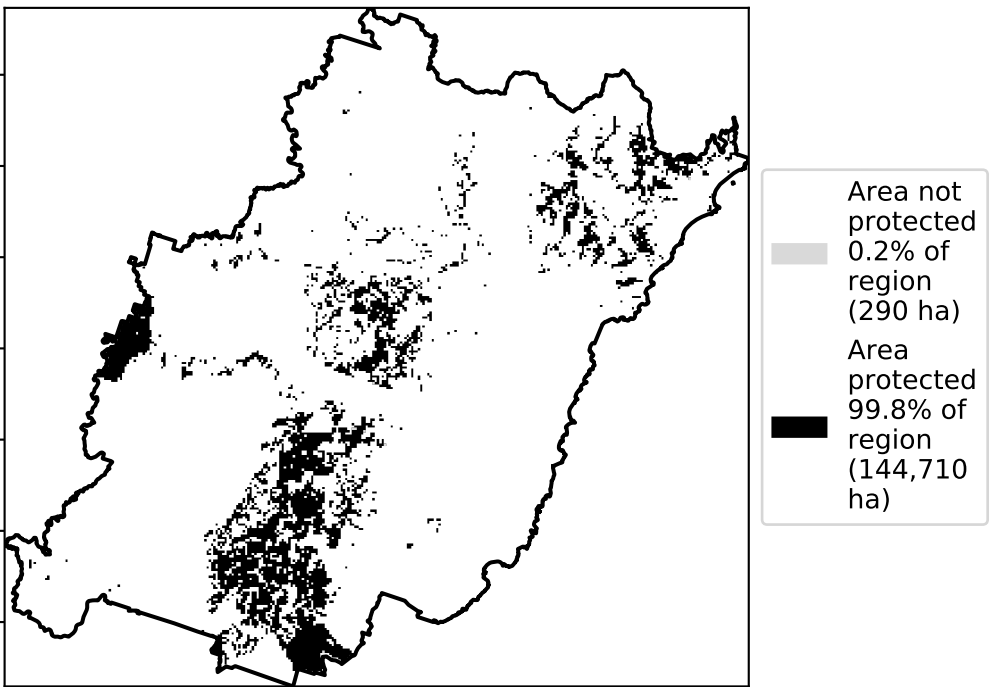 Area not
protected
0.2% of
region
(290 ha)
Area
protected
99.8% of
region
(144,710
ha)